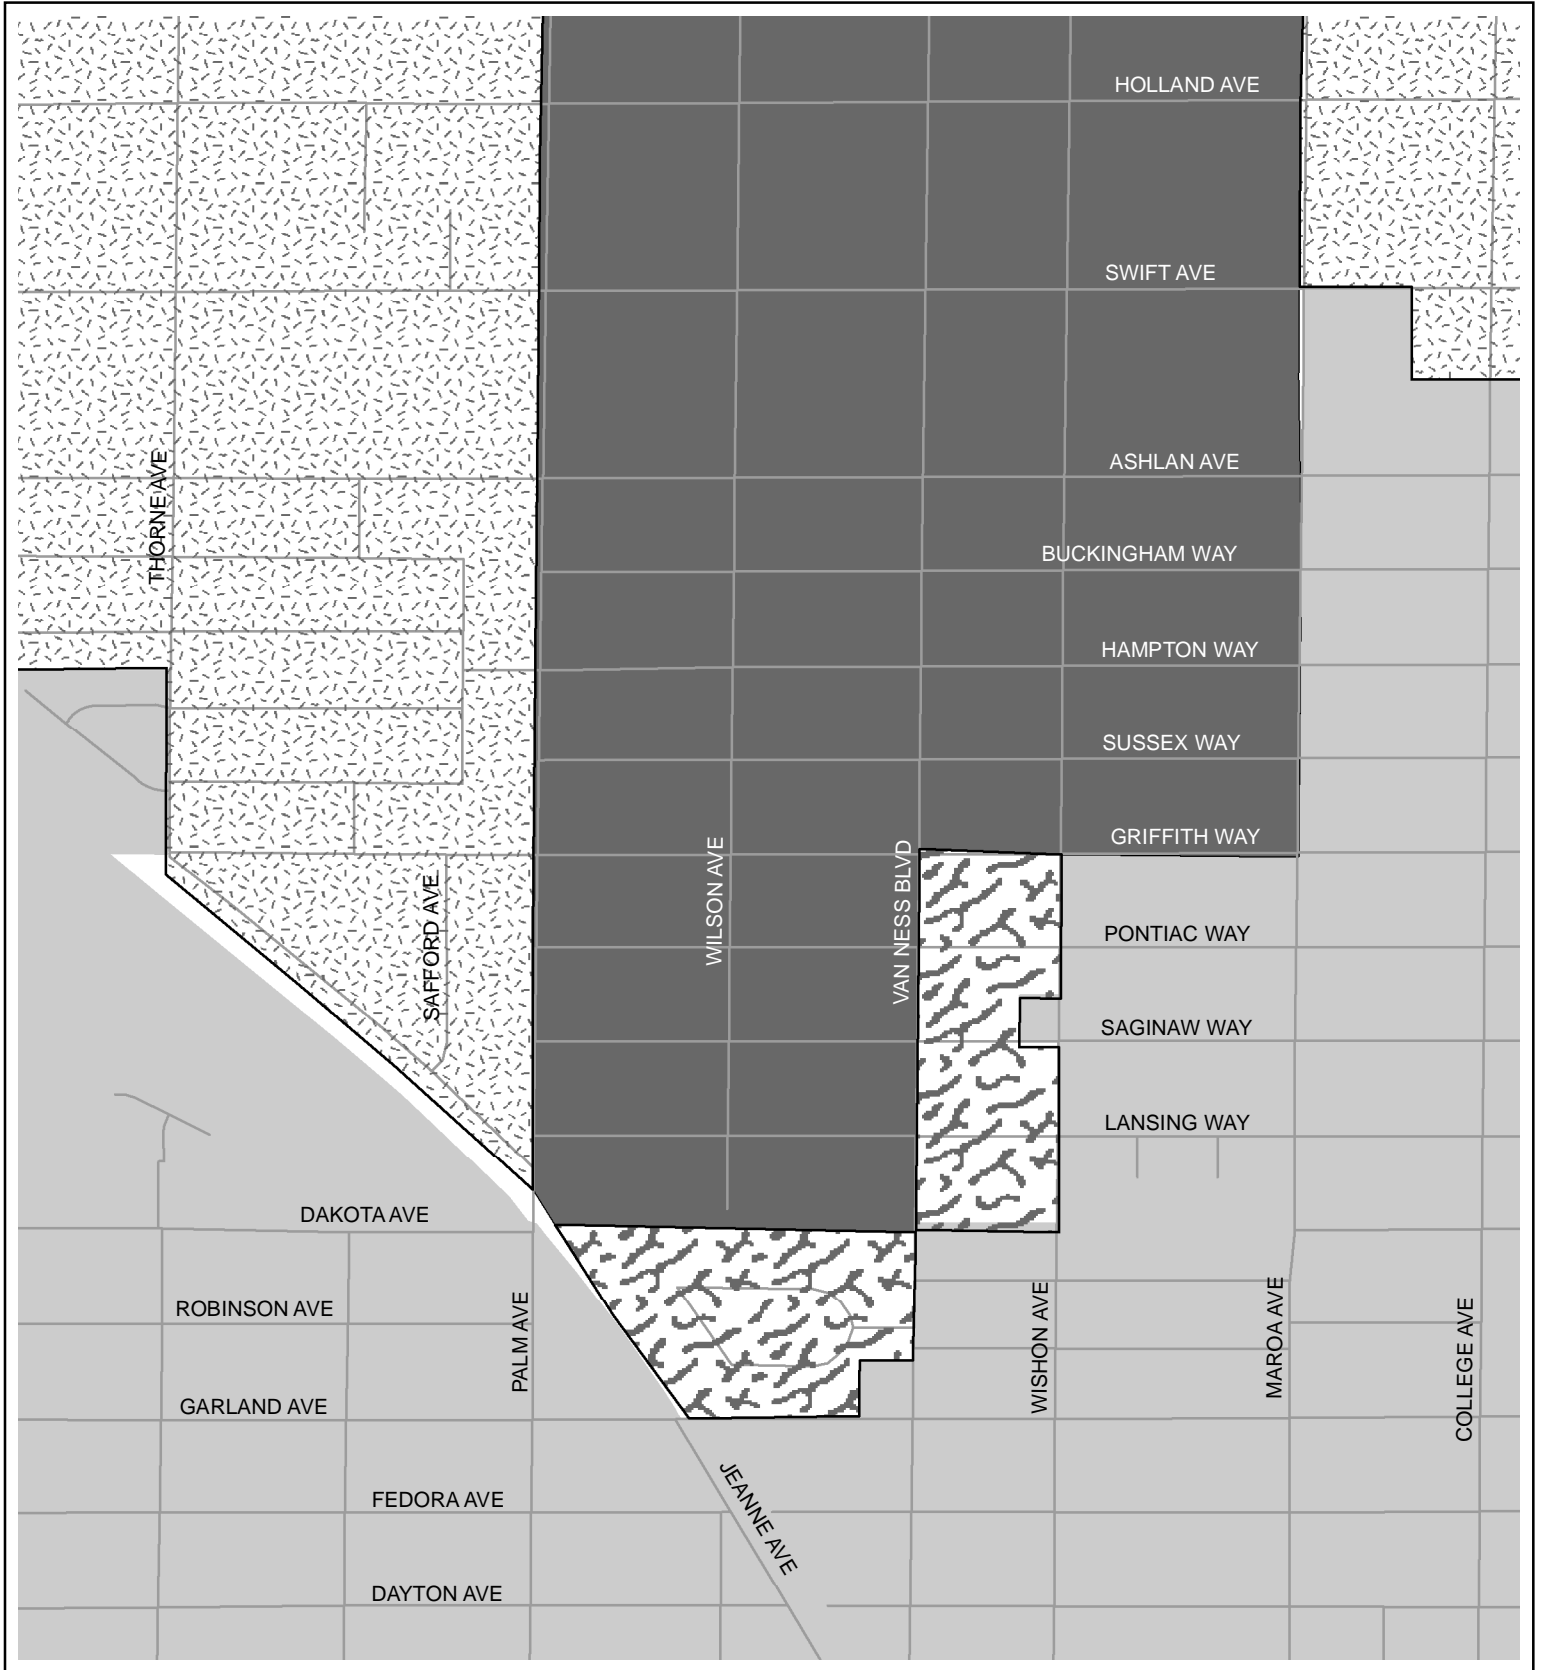 HOLLAND AVE
SWIFT AVE
ASHLAN AVE
THORNE AVE
BUCKINGHAM WAY
HAMPTON WAY
SUSSEX WAY
GRIFFITH WAY
WILSON AVE
VAN NESS BLVD
SAFFORD AVE
PONTIAC WAY
SAGINAW WAY
LANSING WAY
DAKOTA AVE
ROBINSON AVE
PALM AVE
WISHON AVE
MAROA AVE
COLLEGE AVE
GARLAND AVE
FEDORA AVE
JEANNE AVE
DAYTON AVE